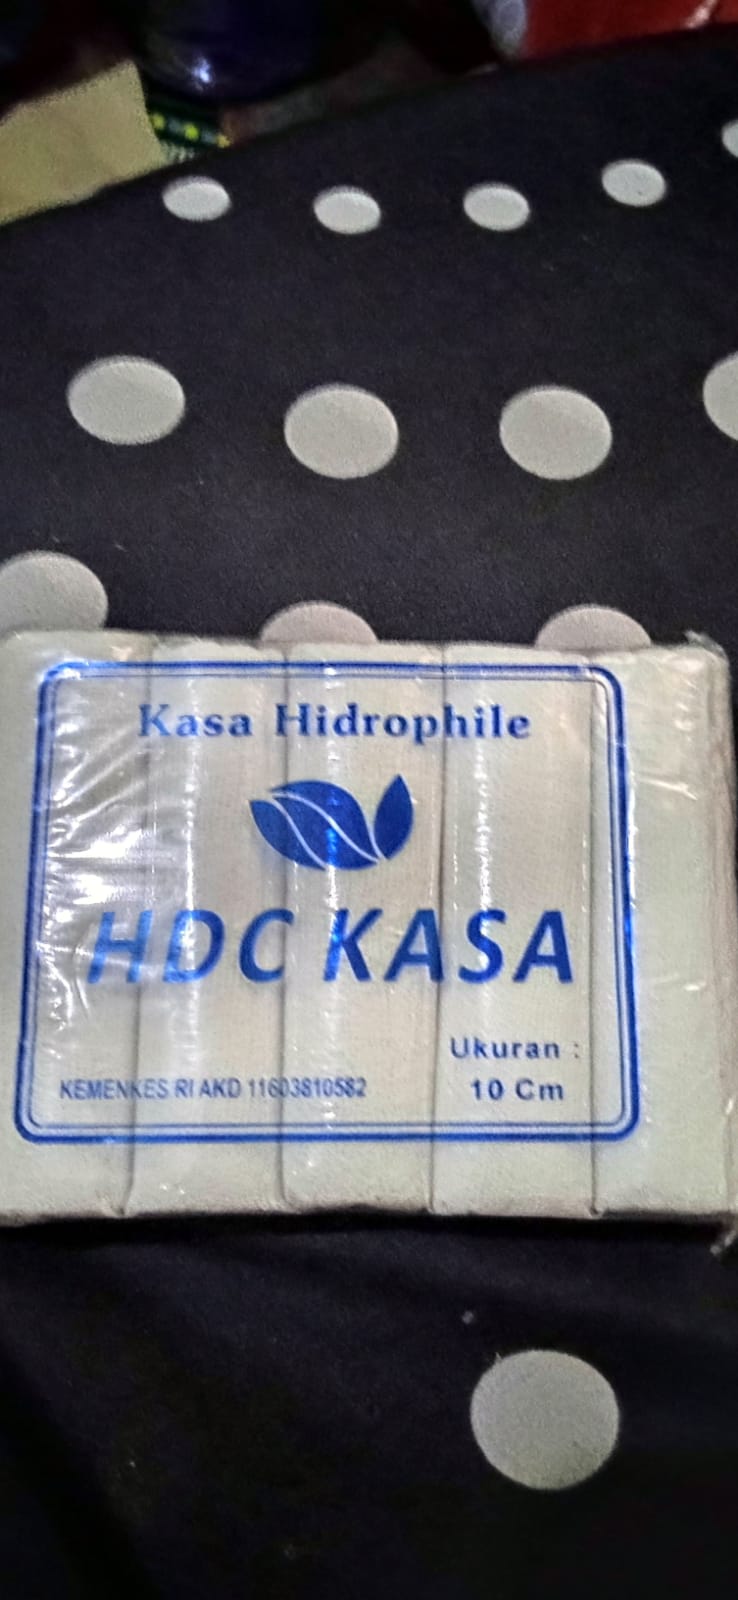 Kasa Hidrophile
HDC KASA
Ukuran :
KEMENKES RI AKD 11603810582
10 Cm